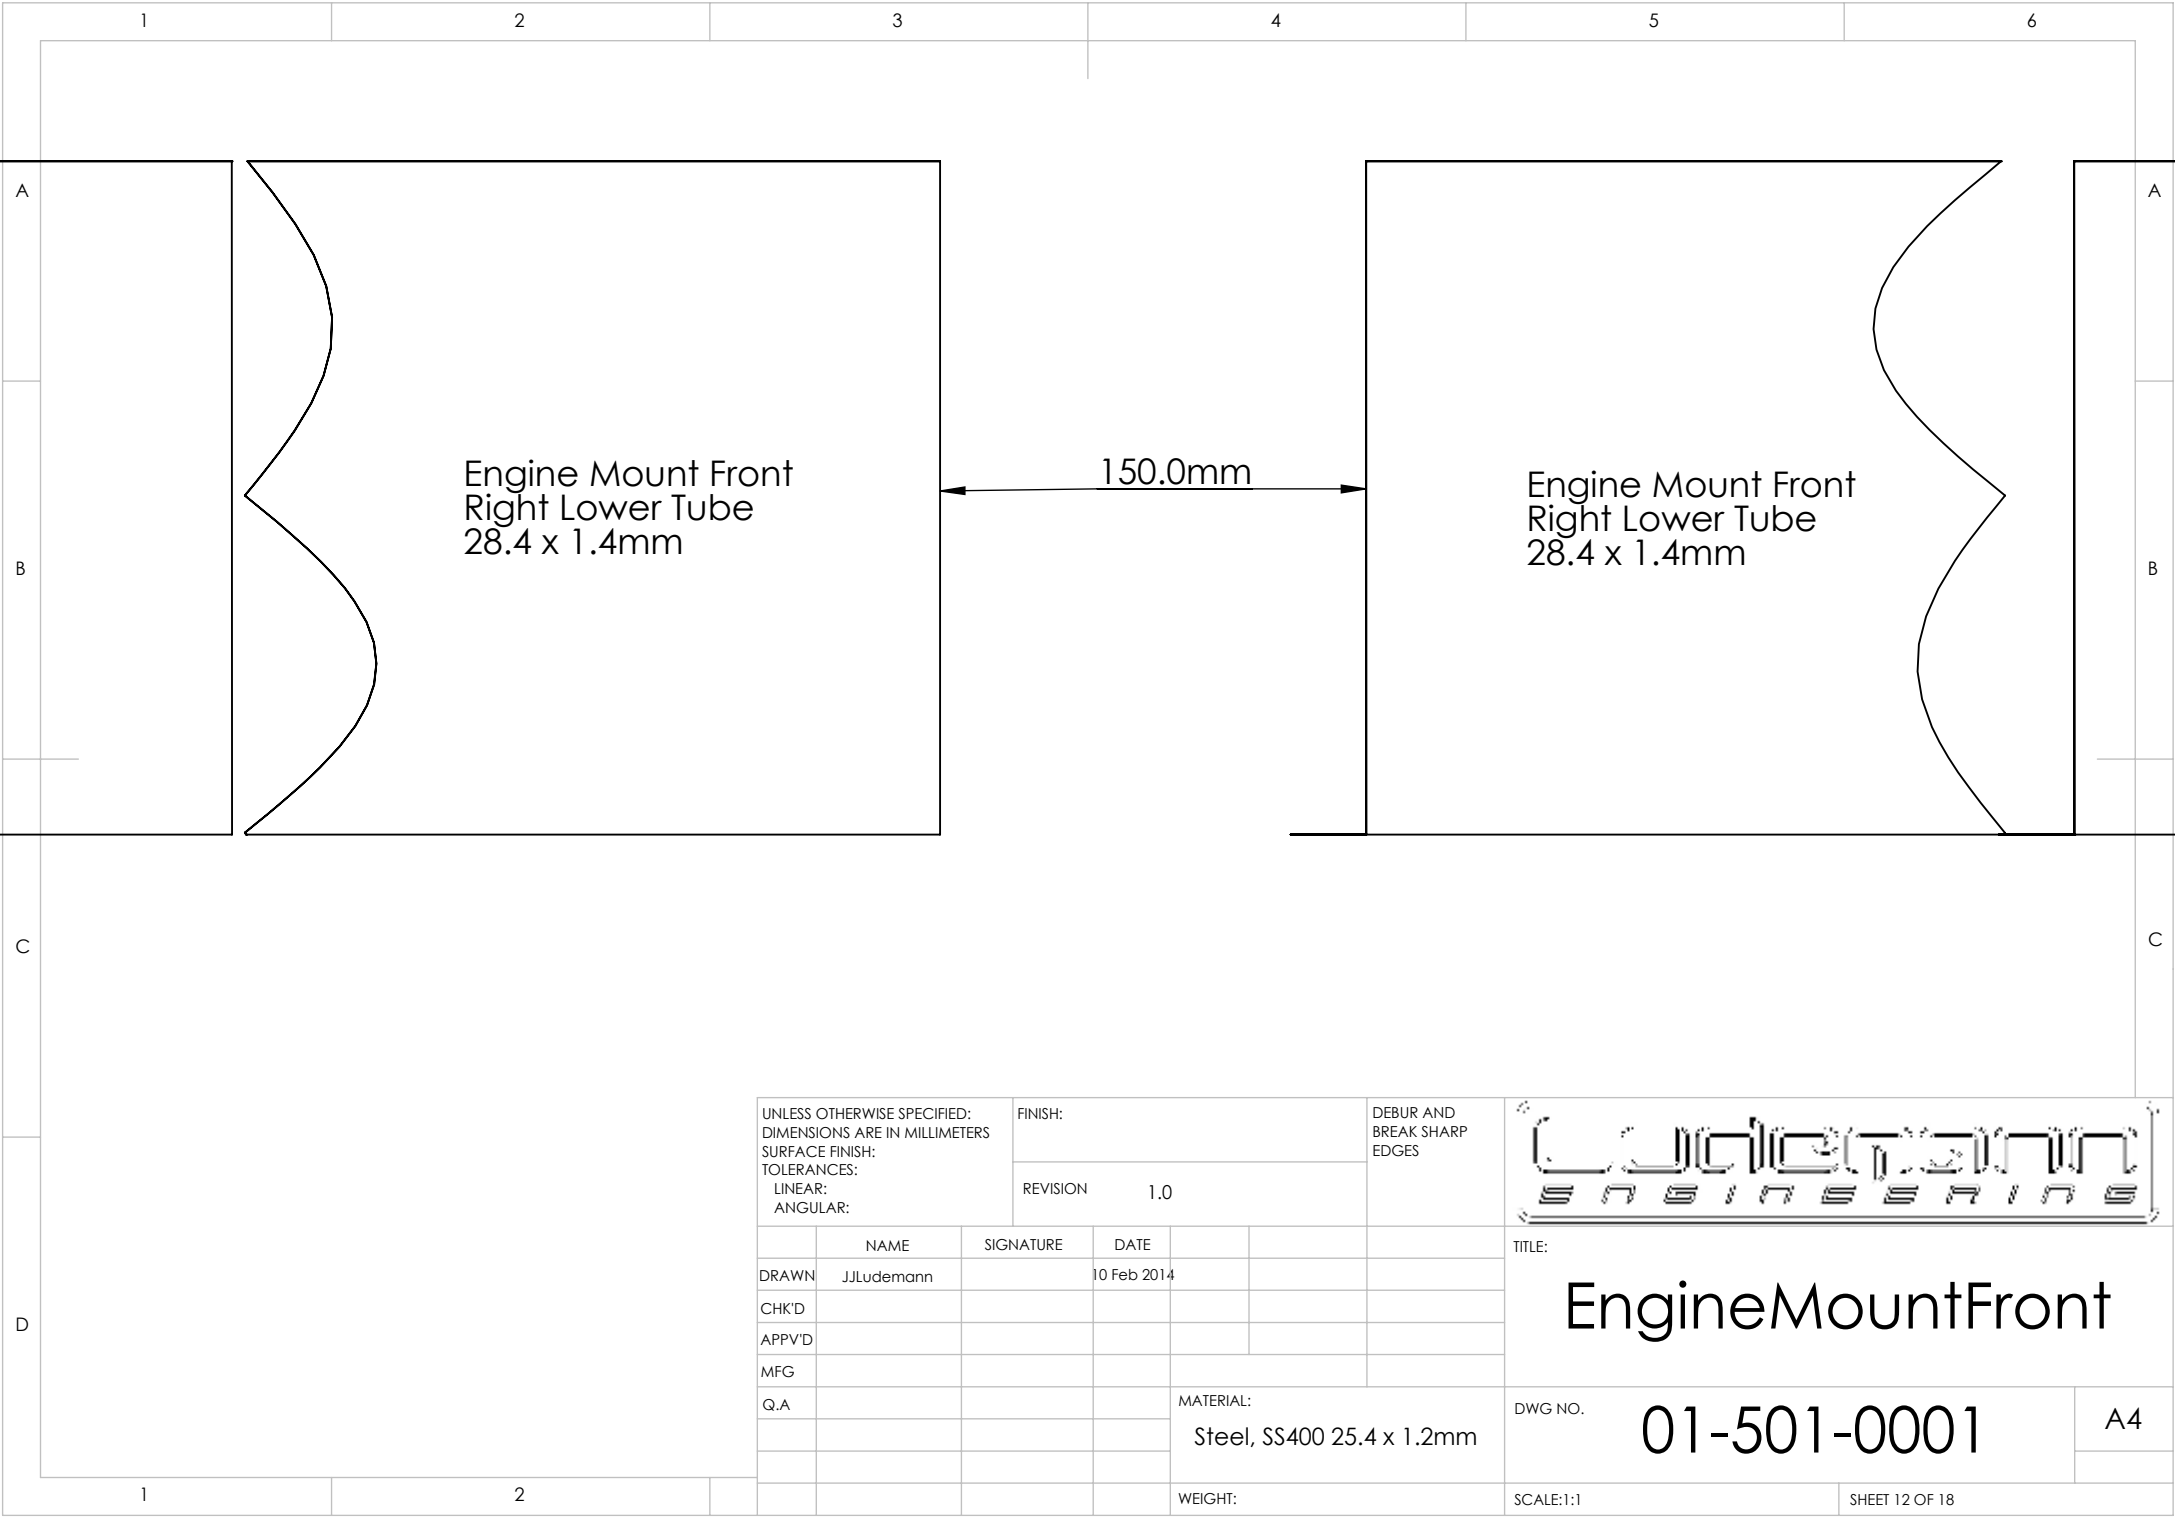 1 2 3 4 5 6
A A
Engine Mount Front
Right Lower Tube
28.4 x 1.4mm
150.0mm
Engine Mount Front
Right Lower Tube
28.4 x 1.4mm
B B
C C
D
UNLESS OTHERWISE SPECIFIED:
DIMENSIONS ARE IN MILLIMETERS
SURFACE FINISH:
TOLERANCES:
LINEAR:
ANGULAR:
FINISH:
REVISION 1.0
DEBUR AND
BREAK SHARP
EDGES
Ludemann
ENGINEERING
NAME SIGNATURE DATE
DRAWN JJLudemann 10 Feb 2014
CHK'D
APPV'D
MFG
Q.A
TITLE:
EngineMountFront
MATERIAL:
Steel, SS400 25.4 x 1.2mm
DWG NO. 01-501-0001
A4
WEIGHT:
SCALE:1:1
SHEET 12 OF 18
1 2